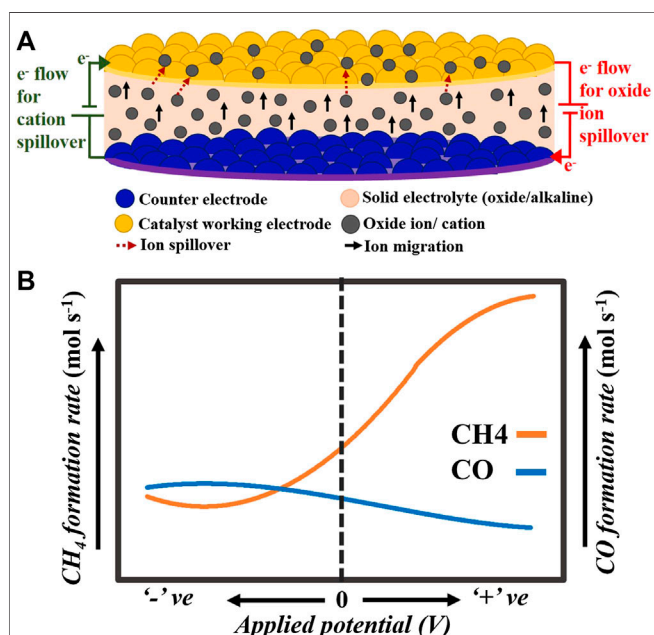 A
e-
e- flow
for
cation
spillover
e- flow
for oxide
ion
spillover
e-
Counter electrode
Solid electrolyte (oxide/alkaline)
Catalyst working electrode
Oxide ion/ cation
Ion spillover
Ion migration
B
CH4 formation rate (mol s-1)
CO formation rate (mol s-1)
CH4
CO
‘-’ ve
0
‘+’ ve
Applied potential (V)